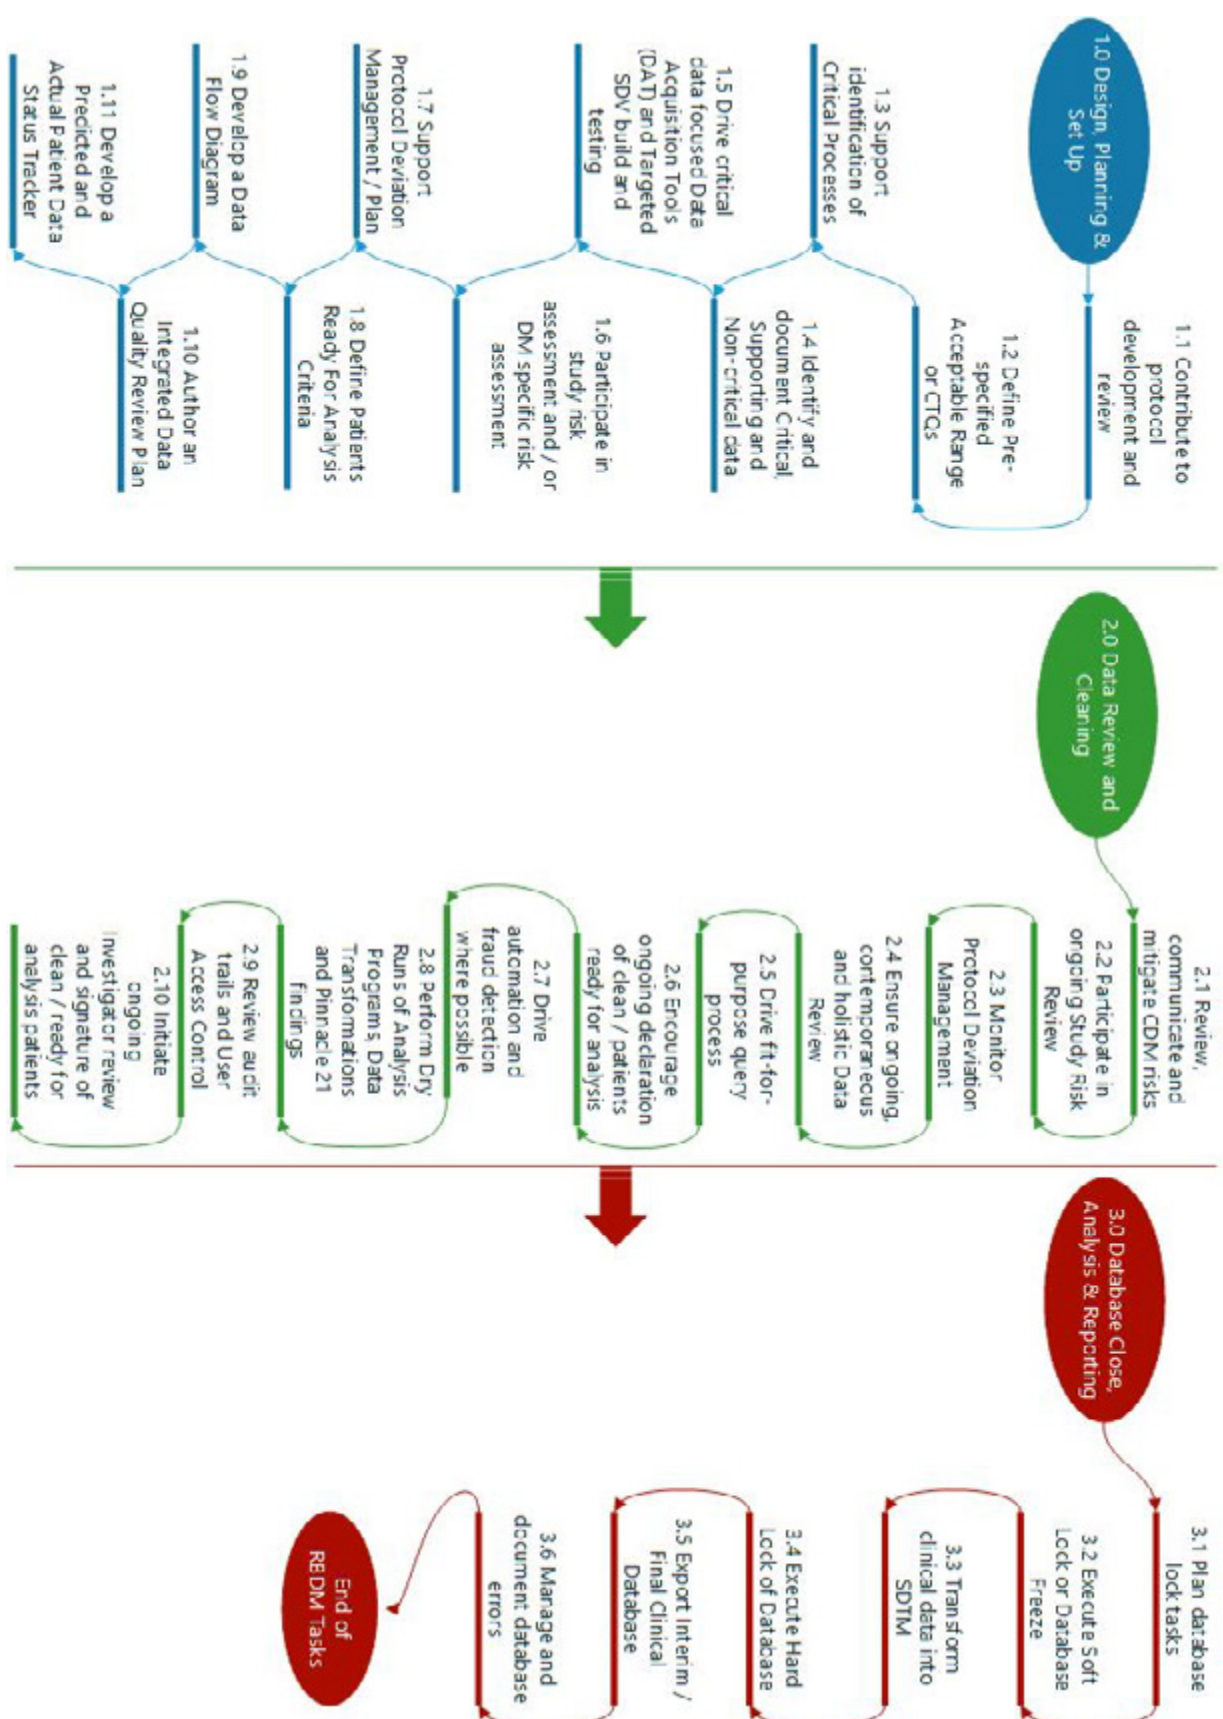 1.0 Design, Planning &
Set Up
1.1 Contribute to
protocol
development and
review
1.2 Define Pre-
specified
Acceptable Range
or CTQs
1.3 Support
identification of
Critical Processes
1.4 Identify and
document Critical,
Supporting and
Non-critical data
1.5 Drive critical
data focused Data
Acquisition Tools
(DAT) and Targeted
SDV build and
testing
1.6 Participate in
study risk
assessment and / or
DM specific risk
assessment
1.7 Support
Protocol Deviation
Management / Plan
1.8 Define Patients
Ready For Analysis
Criteria
1.9 Develop a Data
Flow Diagram
1.10 Author an
Integrated Data
Quality Review Plan
1.11 Develop a
Predicted and
Actual Patient Data
Status Tracker
2.0 Data Review and
Cleaning
2.1 Review,
communicate and
mitigate CDM risks
2.2 Participate in
ongoing Study Risk
Review
2.3 Monitor
Protocol Deviation
Management
2.4 Ensure ongoing,
contemporaneous
and holistic Data
Review
2.5 Drive fit-for-
purpose query
process
2.6 Encourage
ongoing declaration
of clean / patients
ready for analysis
2.7 Drive
automation and
fraud detection
where possible
2.8 Perform Dry
Runs of Analysis
Programs, Data
Transformations
and Pinnacle 21
findings
2.9 Review audit
trails and User
Access Control
2.10 Initiate
ongoing
Investigator review
and signature of
clean / ready for
analysis patients
3.0 Database Close,
Analysis & Reporting
3.1 Plan database
lock tasks
3.2 Execute Soft
Lock or Database
Freeze
3.3 Transform
clinical data into
SDTM
3.4 Execute Hard
Lock of Database
3.5 Export Interim /
Final Clinical
Database
3.6 Manage and
document database
errors
End of
RBDM Tasks